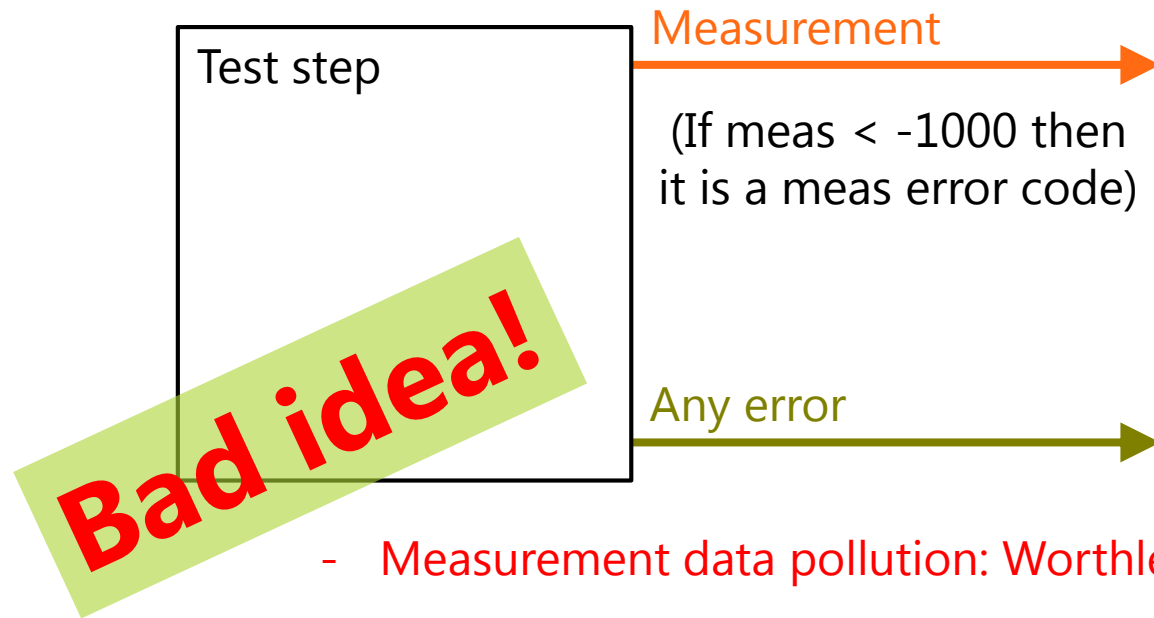 Measurement
Test step
(If meas < -1000 then
it is a meas error code)
Bad idea!
Any error
- Measurement data pollution: